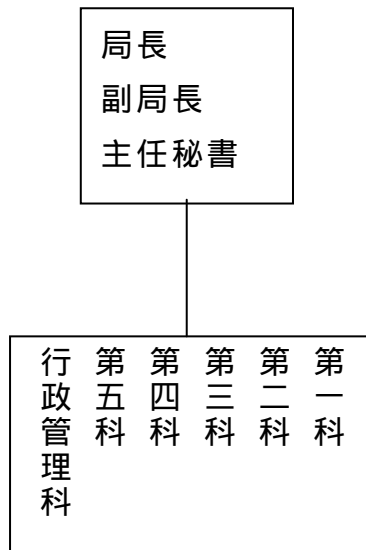 局長
副局長
主任秘書
第一科
第二科
第三科
第四科
第五科
行政管理科